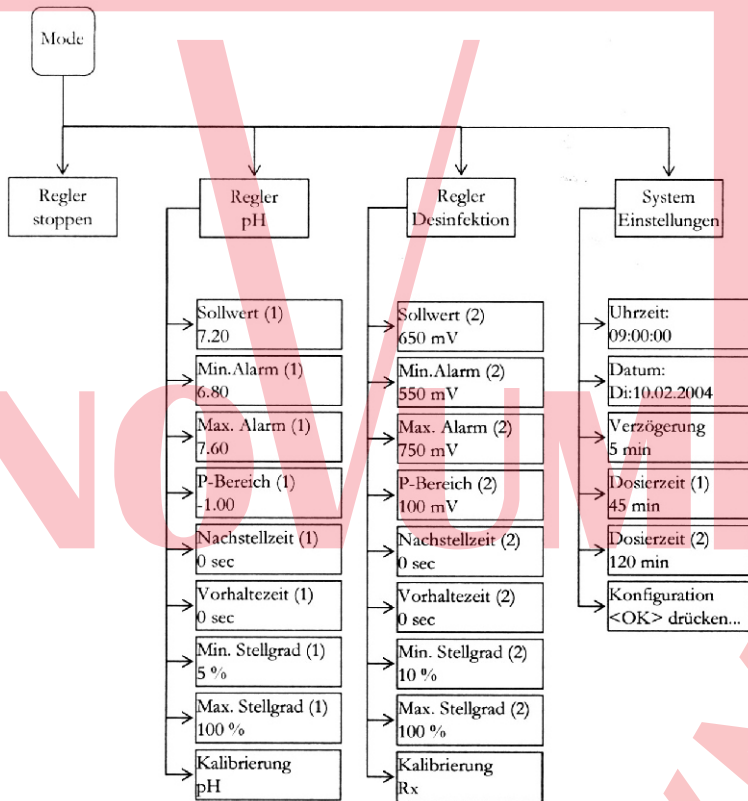 Mode
Regler
stoppen
Regler
pH
Regler
Desinfektion
System
Einstellungen
Sollwert (1)
7.20
Min.Alarm (1)
6.80
Max. Alarm (1)
7.60
P-Bereich (1)
-1.00
Nachstellzeit (1)
0 sec
Vorhaltezeit (1)
0 sec
Min. Stellgrad (1)
5 %
Max. Stellgrad (1)
100 %
Kalibrierung
pH
Sollwert (2)
650 mV
Min.Alarm (2)
550 mV
Max. Alarm (2)
750 mV
P-Bereich (2)
100 mV
Nachstellzeit (2)
0 sec
Vorhaltezeit (2)
0 sec
Min. Stellgrad (2)
10 %
Max. Stellgrad (2)
100 %
Kalibrierung
Rx
Uhrzeit:
09:00:00
Datum:
Di:10.02.2004
Verzögerung
5 min
Dosierzeit (1)
45 min
Dosierzeit (2)
120 min
Konfiguration
<OK> drücken...
NOVUM